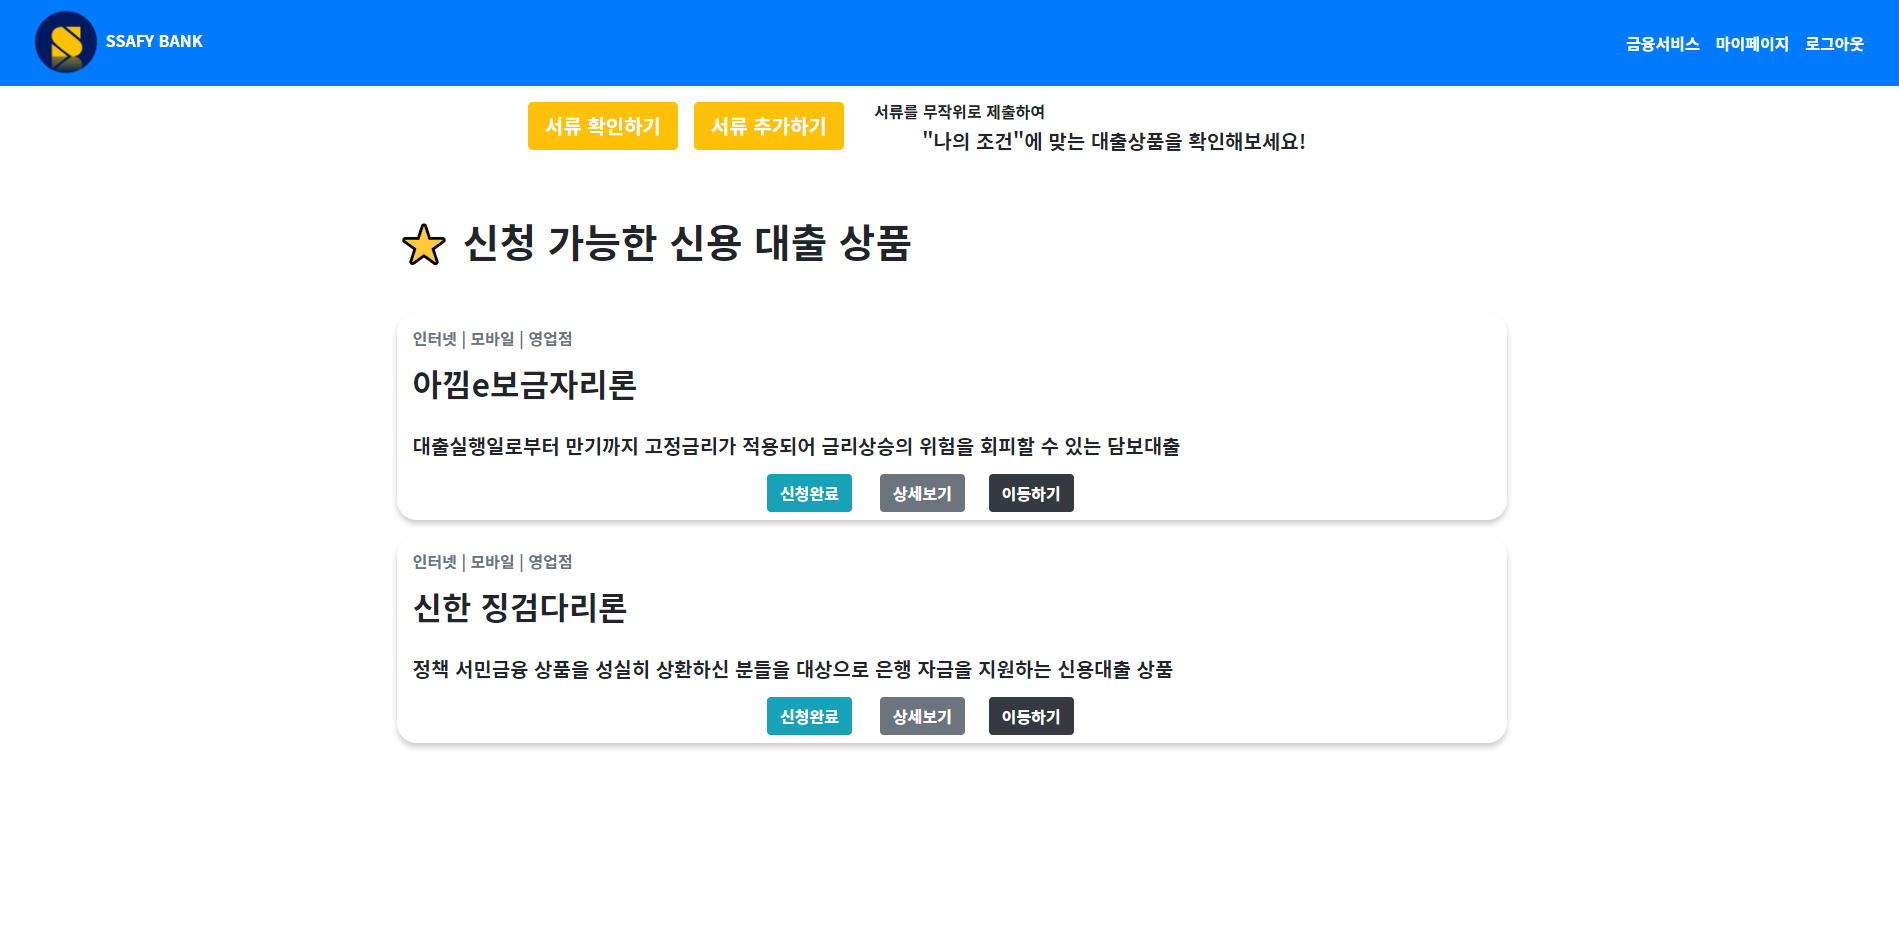 SSAFY BANK
금융서비스 마이페이지 로그아웃
서류 확인하기 서류 추가하기
서류를 무작위로 제출하여
"나의 조건"에 맞는 대출상품을 확인해보세요!
신청 가능한 신용 대출 상품
인터넷 | 모바일 | 영업점
아낌e보금자리론
대출실행일로부터 만기까지 고정금리가 적용되어 금리상승의 위험을 회피할 수 있는 담보대출
신청완료 상세보기 이동하기
인터넷 | 모바일 | 영업점
신한 징검다리론
정책 서민금융 상품을 성실히 상환하신 분들을 대상으로 은행 자금을 지원하는 신용대출 상품
신청완료 상세보기 이동하기